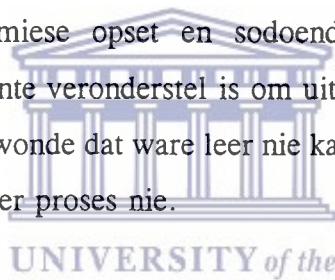 miese opset en sodoend
nte veronderstel is om uit
wonde dat ware leer nie ka
er proses nie.
UNIVERSITY of the